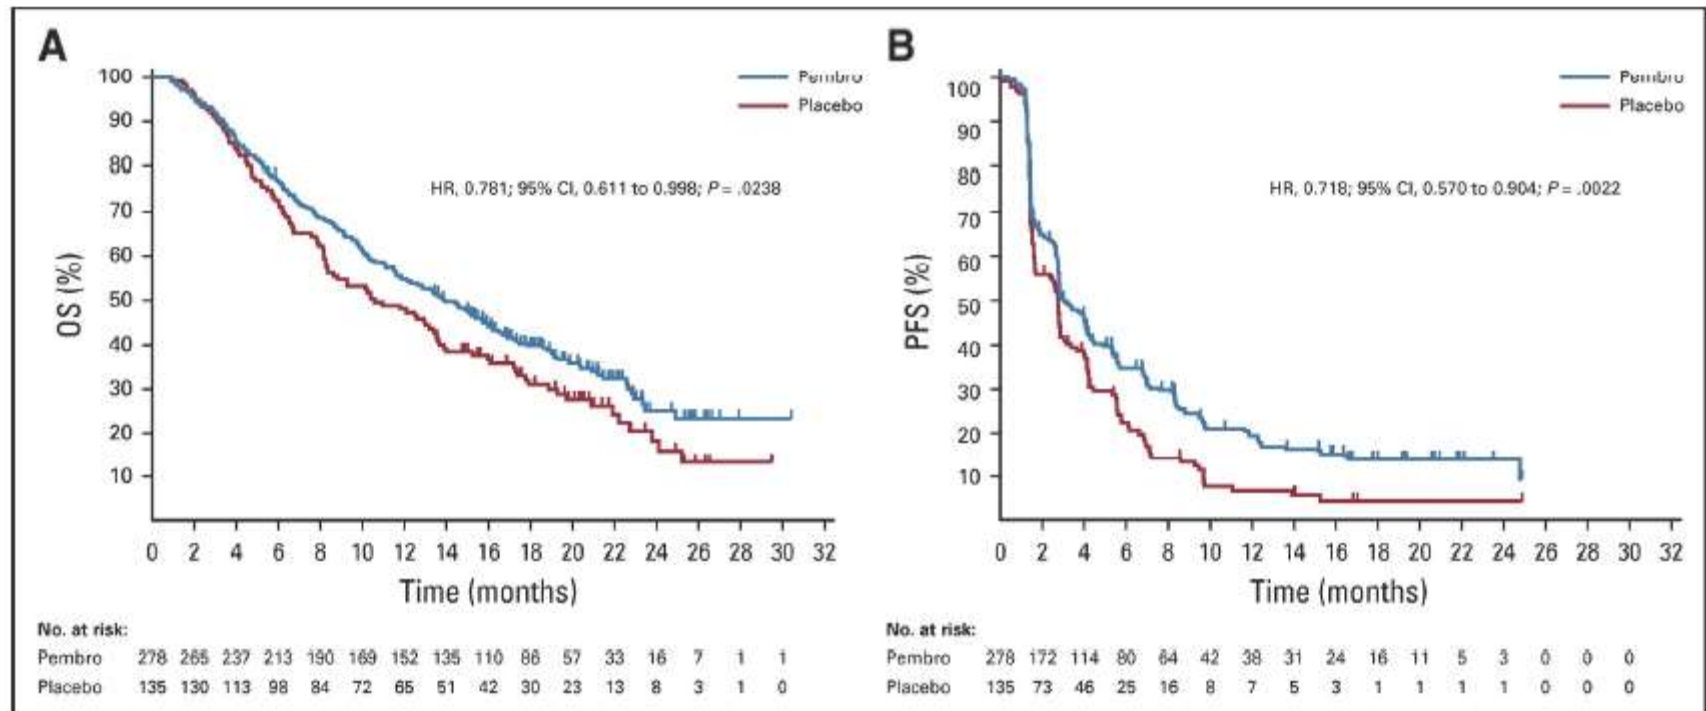 A
OS (%)
100
90
80
70
60
50
40
30
20
10
Pembro
Placebo
HR, 0.781; 95% CI, 0.611 to 0.998; P = .0238
0 2 4 6 8 10 12 14 16 18 20 22 24 26 28 30 32
Time (months)
No. at risk:
Pembro 278 265 237 213 190 169 152 135 110 86 57 33 16 7 1 1
Placebo 135 130 113 98 84 72 65 51 42 30 23 13 8 3 1 0
B
PFS (%)
100
90
80
70
60
50
40
30
20
10
Pembro
Placebo
HR, 0.718; 95% CI, 0.570 to 0.904; P = .0022
0 2 4 6 8 10 12 14 16 18 20 22 24 26 28 30 32
Time (months)
No. at risk:
Pembro 278 172 114 80 64 42 38 31 24 16 11 5 3 0 0 0
Placebo 135 73 46 25 16 8 7 5 3 1 1 1 1 0 0 0